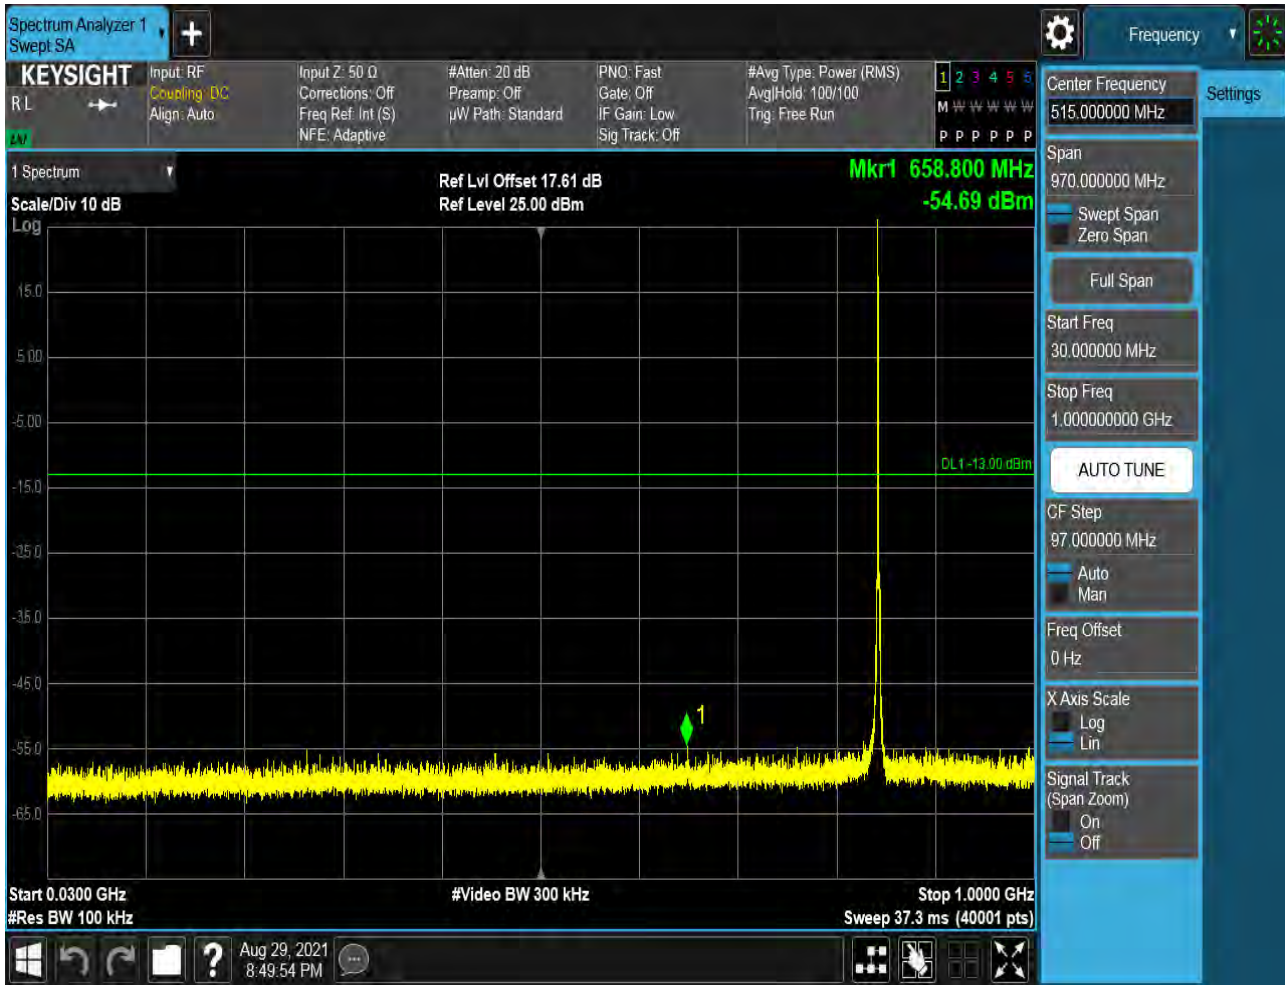 Spectrum Analyzer 1
Swept SA
Frequency
KEYSIGHT
R L
LNI
Input: RF
Coupling: DC
Align: Auto
Input Z: 50 Ω
Corrections: Off
Freq Ref: Int (S)
NFE: Adaptive
#Atten: 20 dB
Preamp: Off
µW Path: Standard
PNO: Fast
Gate: Off
IF Gain: Low
Sig Track: Off
#Avg Type: Power (RMS)
Avg|Hold: 100/100
Trig: Free Run
1 2 3 4 5 6
M W W W W W
P P P P P P
1 Spectrum
Scale/Div 10 dB
Log
Ref Lvl Offset 17.61 dB
Ref Level 25.00 dBm
Mkr1 658.800 MHz
-54.69 dBm
15.0
5.00
-5.00
DL1 -13.00 dBm
-15.0
-25.0
-35.0
-45.0
1
-55.0
-65.0
Start 0.0300 GHz
#Res BW 100 kHz
#Video BW 300 kHz
Stop 1.0000 GHz
Sweep 37.3 ms (40001 pts)
Aug 29, 2021
8:49:54 PM
Center Frequency
515.000000 MHz
Settings
Span
970.000000 MHz
Swept Span
Zero Span
Full Span
Start Freq
30.000000 MHz
Stop Freq
1.000000000 GHz
AUTO TUNE
CF Step
97.000000 MHz
Auto
Man
Freq Offset
0 Hz
X Axis Scale
Log
Lin
Signal Track
(Span Zoom)
On
Off